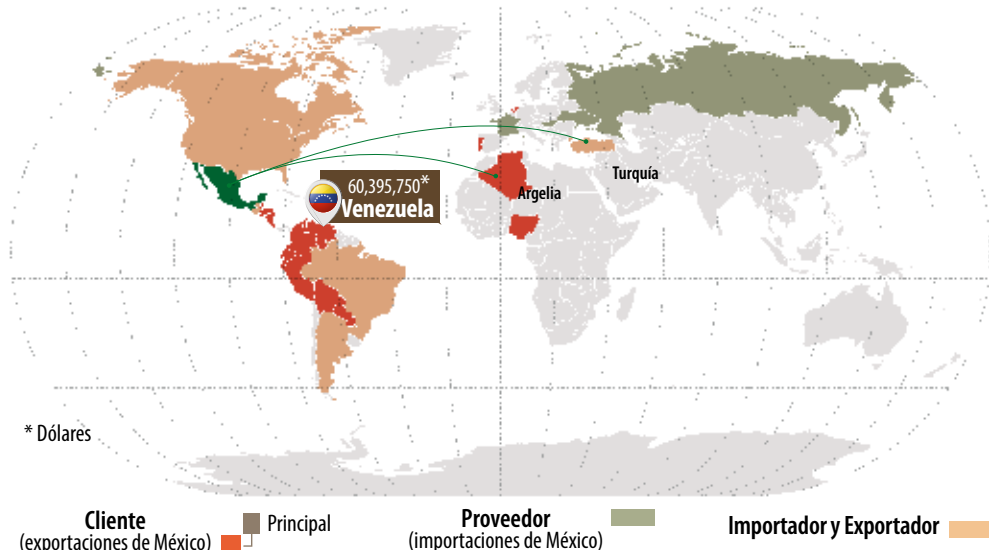 60,395,750*
Venezuela
Turquía
Argelia
* Dólares
Cliente
(exportaciones de México)
Principal
Proveedor
(importaciones de México)
Importador y Exportador